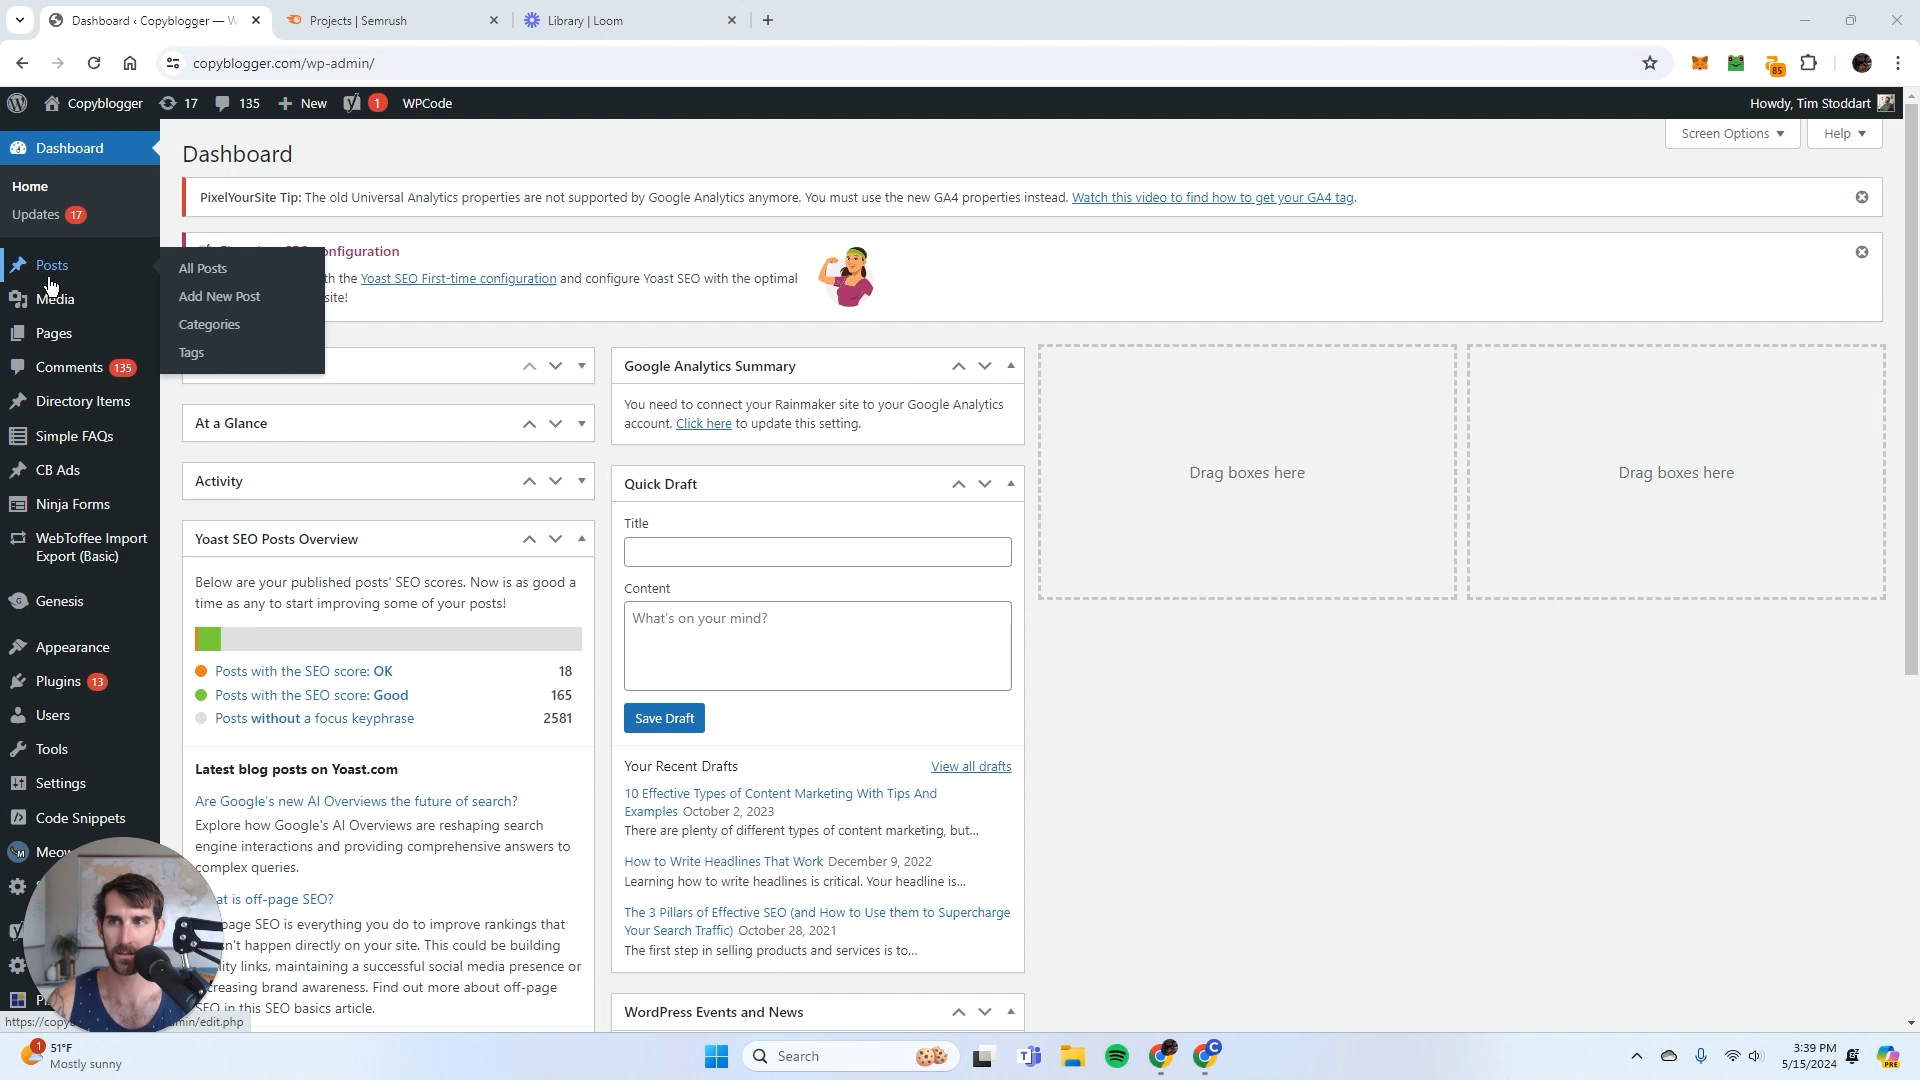 Dashboard ‹ Copyblogger — W
Projects | Semrush
Library | Loom
copyblogger.com/wp-admin/
85
Copyblogger
17
135
New
1
WPCode
Howdy, Tim Stoddart
Dashboard
Home
Updates 17
Posts
Media
Pages
Comments 135
Directory Items
Simple FAQs
CB Ads
Ninja Forms
WebToffee Import
Export (Basic)
Genesis
Appearance
Plugins 13
Users
Tools
Settings
Code Snippets
Meow
All Posts
Add New Post
Categories
Tags
Screen Options
Help
Dashboard
PixelYourSite Tip: The old Universal Analytics properties are not supported by Google Analytics anymore. You must use the new GA4 properties instead. Watch this video to find how to get your GA4 tag.
onfiguration
th the Yoast SEO First-time configuration and configure Yoast SEO with the optimal
site!
At a Glance
Activity
Yoast SEO Posts Overview
Below are your published posts' SEO scores. Now is as good a
time as any to start improving some of your posts!
Posts with the SEO score: OK 18
Posts with the SEO score: Good 165
Posts without a focus keyphrase 2581
Latest blog posts on Yoast.com
Are Google's new AI Overviews the future of search?
Explore how Google's AI Overviews are reshaping search
engine interactions and providing comprehensive answers to
complex queries.
at is off-page SEO?
page SEO is everything you do to improve rankings that
n't happen directly on your site. This could be building
ity links, maintaining a successful social media presence or
creasing brand awareness. Find out more about off-page
SEO in this SEO basics article.
Google Analytics Summary
You need to connect your Rainmaker site to your Google Analytics
account. Click here to update this setting.
Quick Draft
Title
Content
What's on your mind?
Save Draft
Your Recent Drafts
View all drafts
10 Effective Types of Content Marketing With Tips And
Examples October 2, 2023
There are plenty of different types of content marketing, but…
How to Write Headlines That Work December 9, 2022
Learning how to write headlines is critical. Your headline is…
The 3 Pillars of Effective SEO (and How to Use them to Supercharge
Your Search Traffic) October 28, 2021
The first step in selling products and services is to…
WordPress Events and News
Drag boxes here
Drag boxes here
https://copy
min/edit.php
1
51°F
Mostly sunny
Search
3:39 PM
5/15/2024
PRE